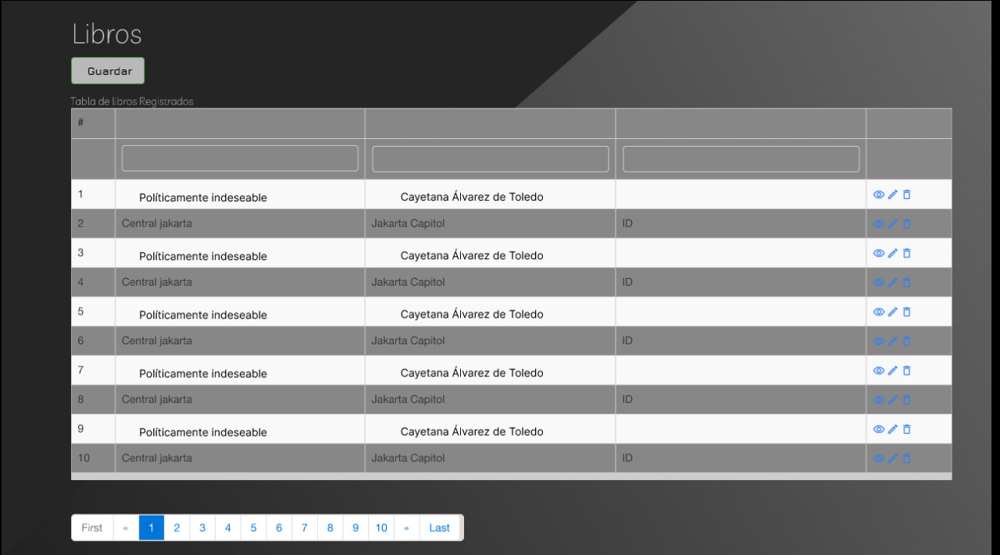 Libros
Guardar
Tabla de libros Registrados
#
1 Políticamente indeseable Cayetana Álvarez de Toledo
2 Central jakarta Jakarta Capitol ID
3 Políticamente indeseable Cayetana Álvarez de Toledo
4 Central jakarta Jakarta Capitol ID
5 Políticamente indeseable Cayetana Álvarez de Toledo
6 Central jakarta Jakarta Capitol ID
7 Políticamente indeseable Cayetana Álvarez de Toledo
8 Central jakarta Jakarta Capitol ID
9 Políticamente indeseable Cayetana Álvarez de Toledo
10 Central jakarta Jakarta Capitol ID
First « 1 2 3 4 5 6 7 8 9 10 » Last